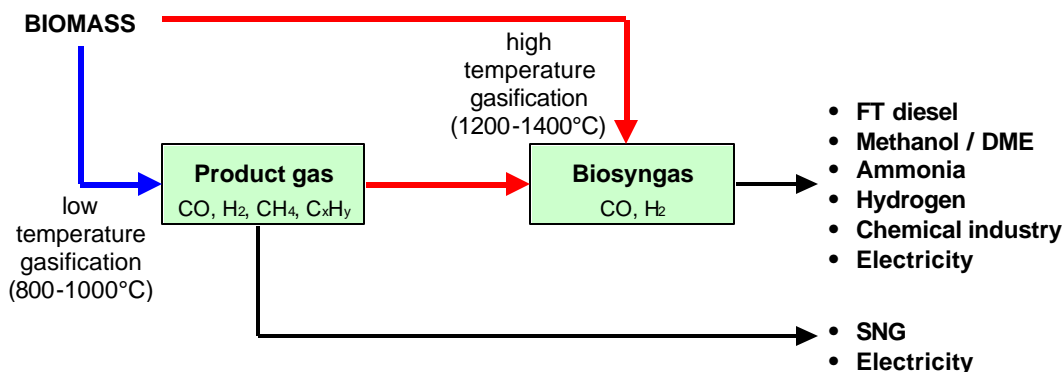 BIOMASS
high
temperature
gasification
(1200-1400°C)
Product gas
CO, H₂, CH₄, CₓHᵧ
Biosyngas
CO, H₂
low
temperature
gasification
(800-1000°C)
• FT diesel
• Methanol / DME
• Ammonia
• Hydrogen
• Chemical industry
• Electricity
• SNG
• Electricity